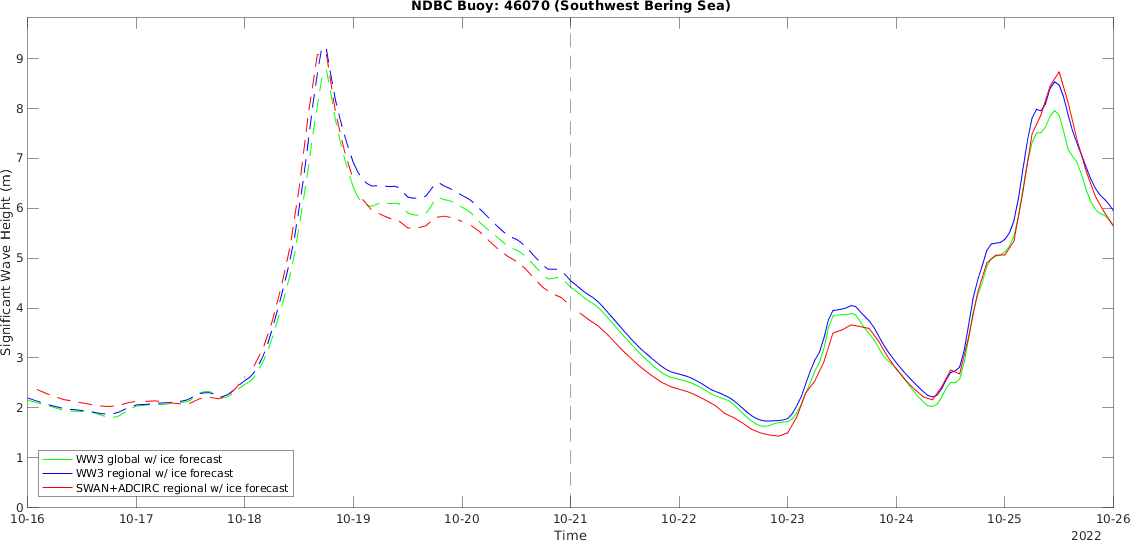 NDBC Buoy: 46070 (Southwest Bering Sea)
Significant Wave Height (m)
9
8
7
6
5
4
3
2
1
0
WW3 global w/ ice forecast
WW3 regional w/ ice forecast
SWAN+ADCIRC regional w/ ice forecast
10-16 10-17 10-18 10-19 10-20 10-21 10-22 10-23 10-24 10-25 10-26
Time
2022